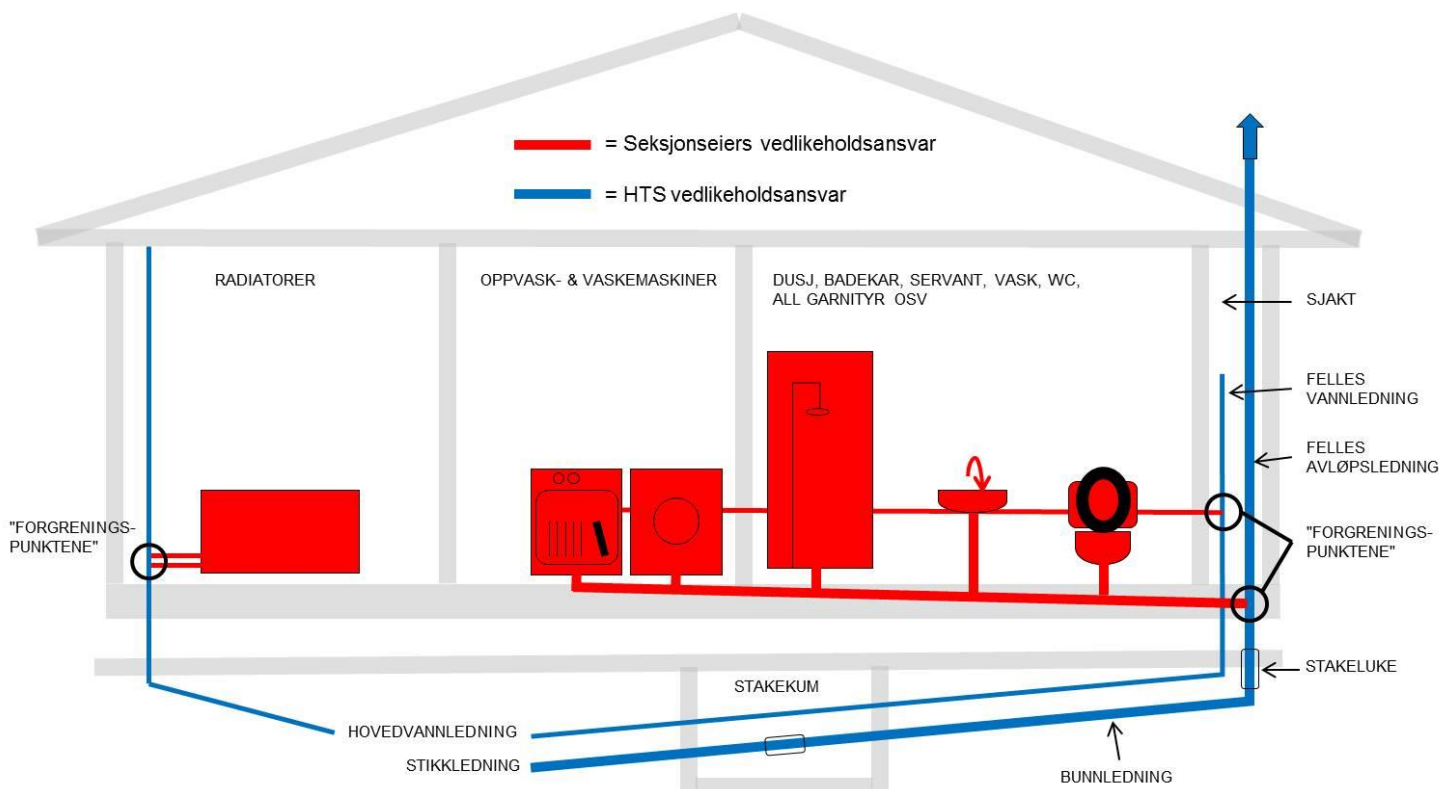 = Seksjonseiers vedlikeholdsansvar
= HTS vedlikeholdsansvar
RADIATORER
OPPVASK- & VASKEMASKINER
DUSJ, BADEKAR, SERVANT, VASK, WC,
ALL GARNITYR OSV
SJAKT
FELLES
VANNLEDNING
FELLES
AVLØPSLEDNING
"FORGRENINGS-
PUNKTENE"
"FORGRENINGS-
PUNKTENE"
STAKELUKE
STAKEKUM
HOVEDVANNLEDNING
STIKKLEDNING
BUNNLEDNING